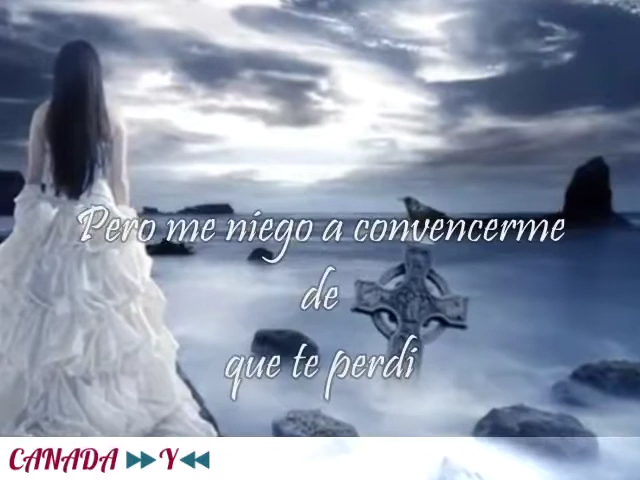 Pero me niego a convencerme
de
que te perdí
CANADA ⏩Y⏪